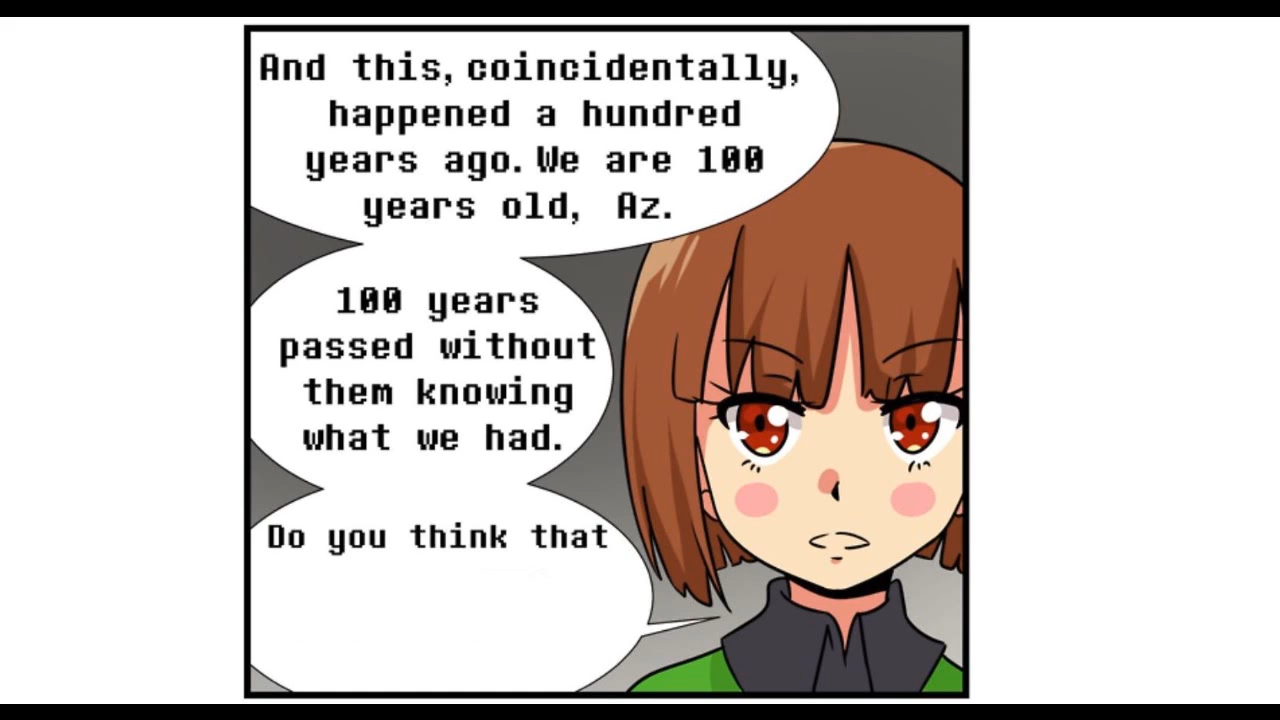 And this, coincidentally,
happened a hundred
years ago. We are 100
years old, Az.
100 years
passed without
them knowing
what we had.
Do you think that